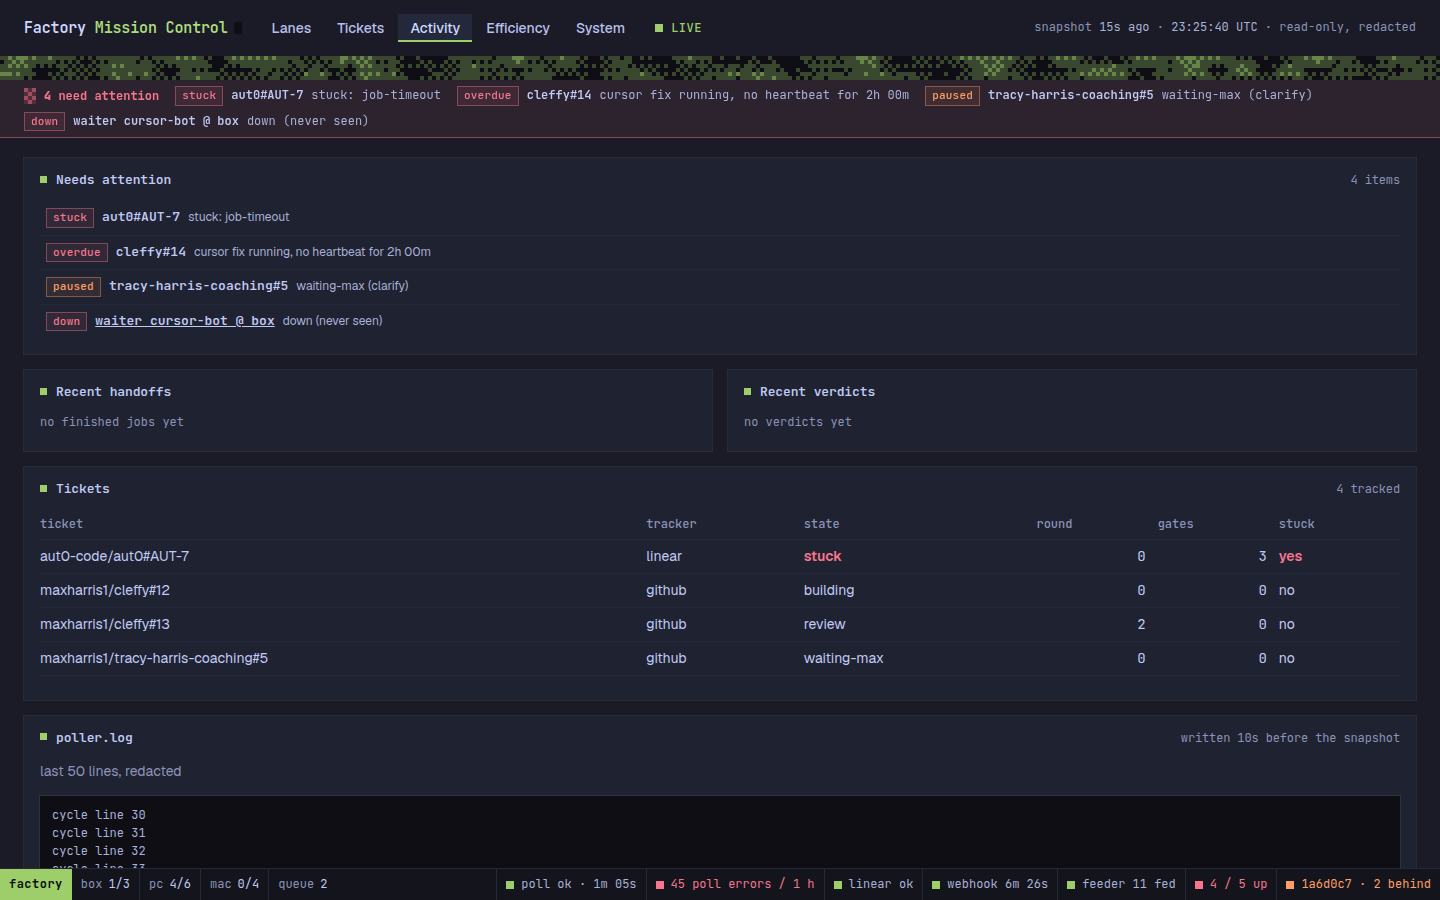 Factory Mission Control Lanes Tickets Activity Efficiency System LIVE snapshot 15s ago · 23:25:40 UTC · read-only, redacted
4 need attention stuck aut0#AUT-7 stuck: job-timeout overdue cleffy#14 cursor fix running, no heartbeat for 2h 00m paused tracy-harris-coaching#5 waiting-max (clarify)
down waiter cursor-bot @ box down (never seen)
Needs attention 4 items
stuck aut0#AUT-7 stuck: job-timeout
overdue cleffy#14 cursor fix running, no heartbeat for 2h 00m
paused tracy-harris-coaching#5 waiting-max (clarify)
down waiter cursor-bot @ box down (never seen)
Recent handoffs
no finished jobs yet
Recent verdicts
no verdicts yet
Tickets 4 tracked
ticket tracker state round gates stuck
aut0-code/aut0#AUT-7 linear stuck 0 3 yes
maxharris1/cleffy#12 github building 0 0 no
maxharris1/cleffy#13 github review 2 0 no
maxharris1/tracy-harris-coaching#5 github waiting-max 0 0 no
poller.log written 10s before the snapshot
last 50 lines, redacted
cycle line 30
cycle line 31
cycle line 32
cycle line 33
factory box 1/3 pc 4/6 mac 0/4 queue 2 poll ok · 1m 05s 45 poll errors / 1 h linear ok webhook 6m 26s feeder 11 fed 4 / 5 up 1a6d0c7 · 2 behind